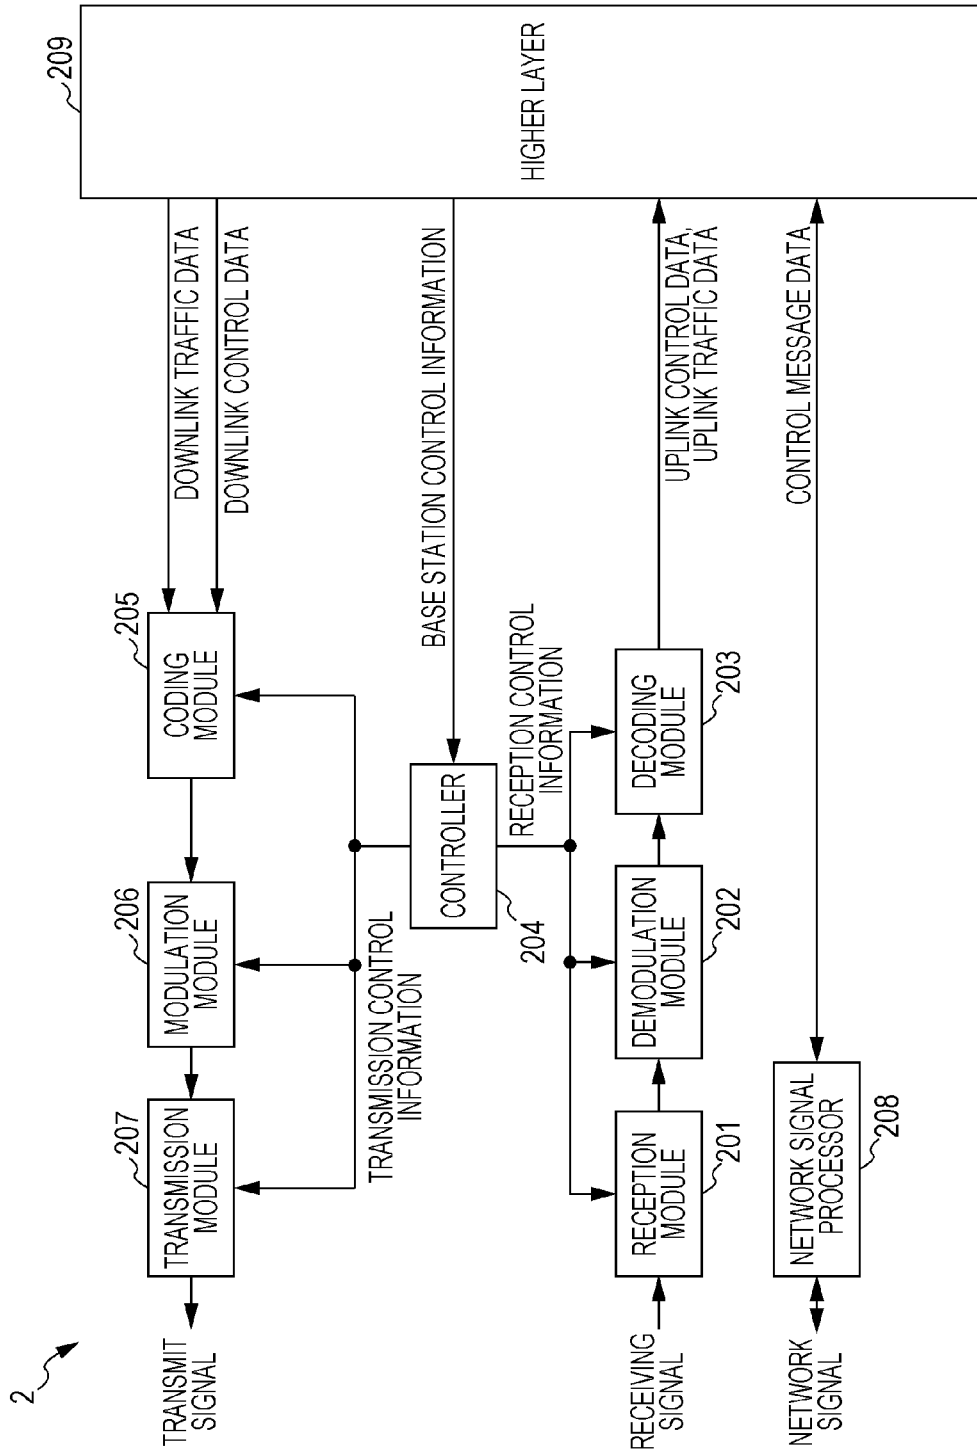 2
209
HIGHER LAYER
DOWNLINK TRAFFIC DATA
DOWNLINK CONTROL DATA
205
CODING
MODULE
206
MODULATION
MODULE
207
TRANSMISSION
MODULE
TRANSMIT
SIGNAL
TRANSMISSION CONTROL
INFORMATION
BASE STATION CONTROL INFORMATION
CONTROLLER
204
RECEPTION CONTROL
INFORMATION
RECEIVING
SIGNAL
RECEPTION
MODULE
201
DEMODULATION
MODULE
202
DECODING
MODULE
203
UPLINK CONTROL DATA,
UPLINK TRAFFIC DATA
NETWORK
SIGNAL
NETWORK SIGNAL
PROCESSOR
208
CONTROL MESSAGE DATA